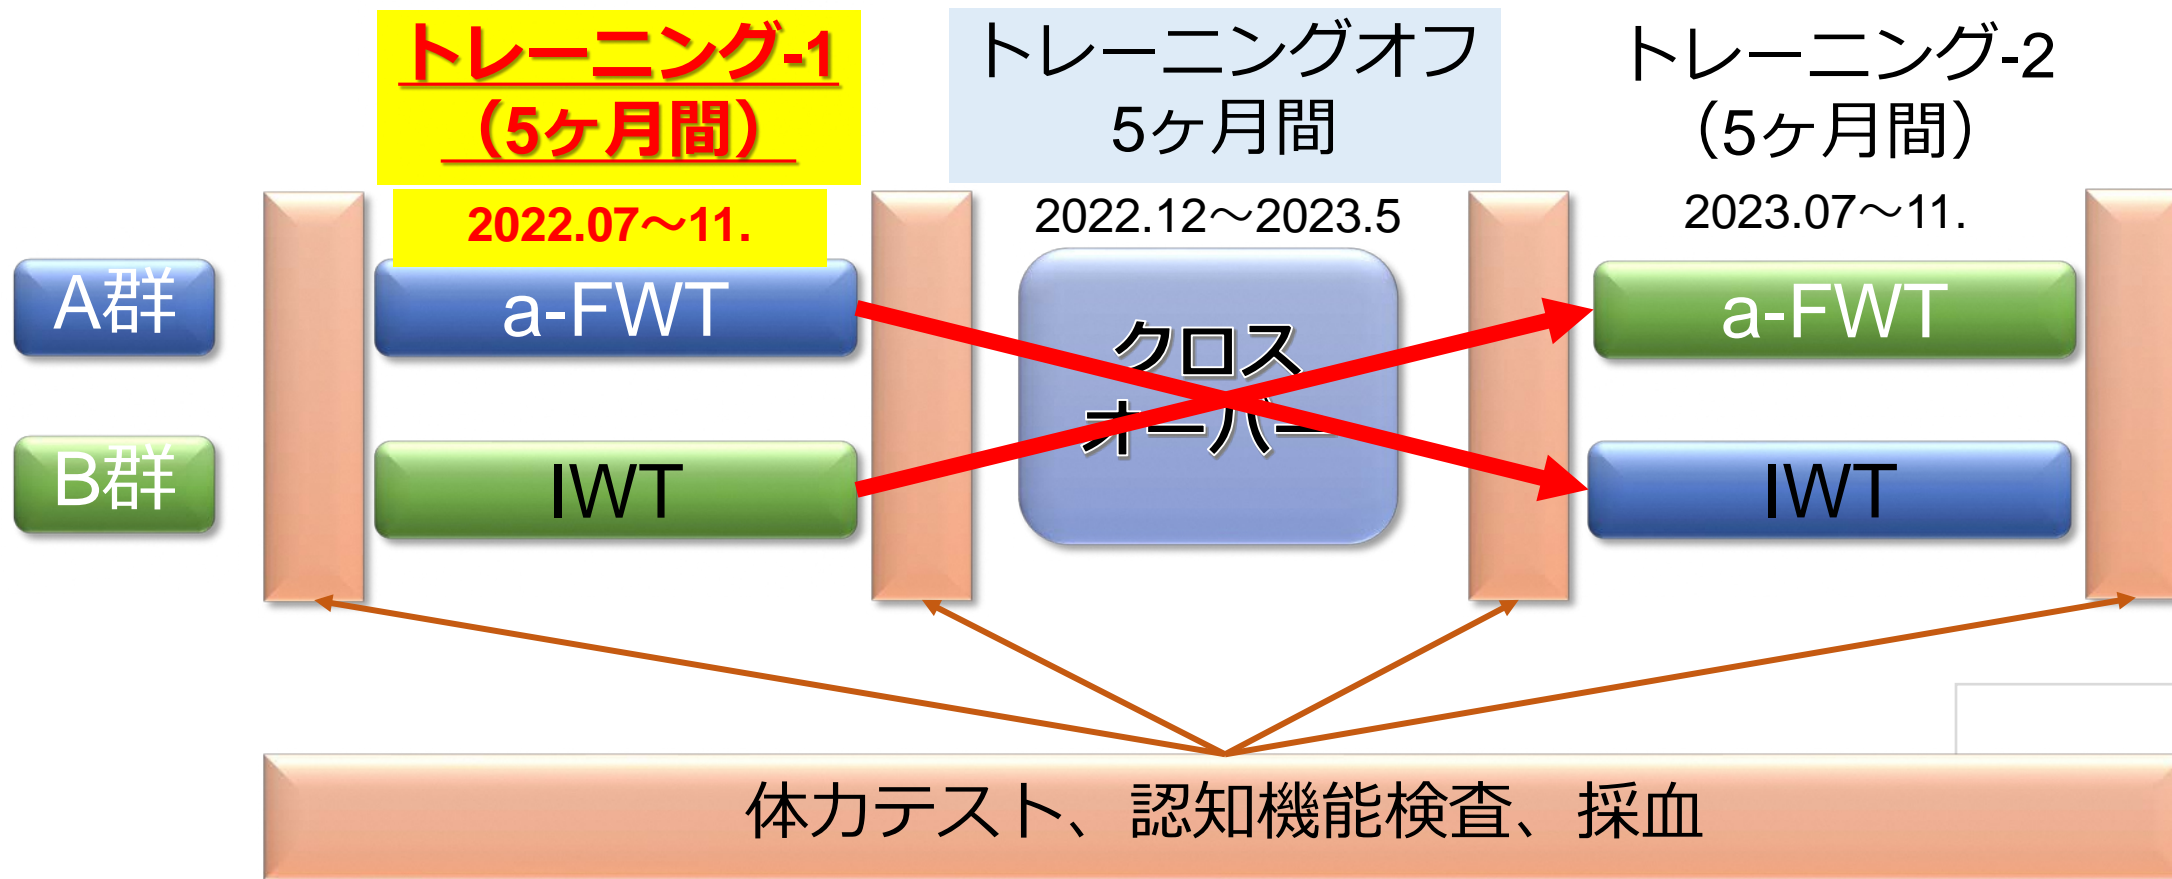 トレーニング-1
（5ヶ月間）
トレーニングオフ
5ヶ月間
トレーニング-2
（5ヶ月間）
2022.07～11.
2022.12～2023.5
2023.07～11.
A群
a-FWT
クロス
オーバー
a-FWT
B群
IWT
IWT
体力テスト、認知機能検査、採血